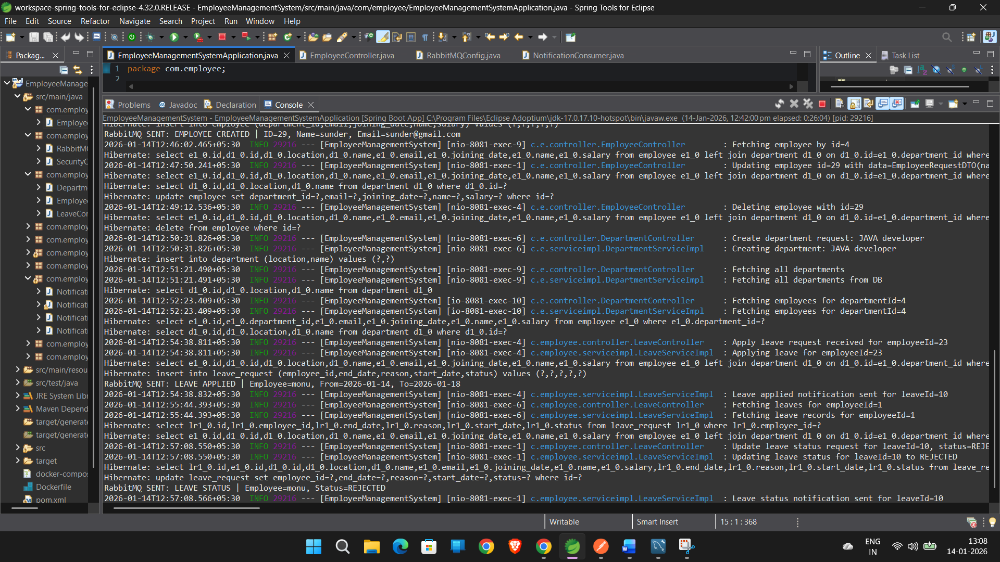 workspace-spring-tools-for-eclipse-4.32.0.RELEASE - EmployeeManagementSystem/src/main/java/com/employee/EmployeeManagementSystemApplication.java - Spring Tools for Eclipse
File Edit Source Refactor Navigate Search Project Run Window Help
Packag...
EmployeeManagementSystemApplication.java
EmployeeController.java
RabbitMQConfig.java
NotificationConsumer.java
Outline
Task List
1 package com.employee;
2
EmployeeManage
src/main/java
com.employ
Employe
com.employ
RabbitM
SecurityC
com.employ
Departm
Employe
LeaveCor
com.employ
com.employ
com.employ
com.employ
com.employ
Notificati
Notificati
Notificati
Notificati
com.employ
com.employ
src/main/resou
src/test/java
JRE System Libr
Maven Depend
target/generate
target/generate
src
target
docker-compos
Dockerfile
pom.xml
Problems Javadoc Declaration Console
EmployeeManagementSystem - EmployeeManagementSystemApplication [Spring Boot App] C:\Program Files\Eclipse Adoptium\jdk-17.0.17.10-hotspot\bin\javaw.exe (14-Jan-2026, 12:42:00 pm elapsed: 0:26:04) [pid: 29216]
Hibernate: insert into employee (department_id,email,joining_date,name,salary) values (?,?,?,?,?)
RabbitMQ SENT: EMPLOYEE CREATED | ID=29, Name=sunder, Email=sunder@gmail.com
2026-01-14T12:46:02.465+05:30 INFO 29216 --- [EmployeeManagementSystem] [nio-8081-exec-9] c.e.controller.EmployeeController : Fetching employee by id=4
Hibernate: select e1_0.id,d1_0.id,d1_0.location,d1_0.name,e1_0.email,e1_0.joining_date,e1_0.name,e1_0.salary from employee e1_0 left join department d1_0 on d1_0.id=e1_0.department_id where
2026-01-14T12:47:50.241+05:30 INFO 29216 --- [EmployeeManagementSystem] [nio-8081-exec-1] c.e.controller.EmployeeController : Updating employee id=29 with data=EmployeeRequestDTO(na
Hibernate: select e1_0.id,d1_0.id,d1_0.location,d1_0.name,e1_0.email,e1_0.joining_date,e1_0.name,e1_0.salary from employee e1_0 left join department d1_0 on d1_0.id=e1_0.department_id where
Hibernate: select d1_0.id,d1_0.location,d1_0.name from department d1_0 where d1_0.id=?
Hibernate: update employee set department_id=?,email=?,joining_date=?,name=?,salary=? where id=?
2026-01-14T12:49:12.536+05:30 INFO 29216 --- [EmployeeManagementSystem] [nio-8081-exec-4] c.e.controller.EmployeeController : Deleting employee with id=29
Hibernate: select e1_0.id,d1_0.id,d1_0.location,d1_0.name,e1_0.email,e1_0.joining_date,e1_0.name,e1_0.salary from employee e1_0 left join department d1_0 on d1_0.id=e1_0.department_id where
Hibernate: delete from employee where id=?
2026-01-14T12:50:31.826+05:30 INFO 29216 --- [EmployeeManagementSystem] [nio-8081-exec-6] c.e.controller.DepartmentController : Create department request: JAVA developer
2026-01-14T12:50:31.826+05:30 INFO 29216 --- [EmployeeManagementSystem] [nio-8081-exec-6] c.e.serviceimpl.DepartmentServiceImpl : Creating department: JAVA developer
Hibernate: insert into department (location,name) values (?,?)
2026-01-14T12:51:21.490+05:30 INFO 29216 --- [EmployeeManagementSystem] [nio-8081-exec-9] c.e.controller.DepartmentController : Fetching all departments
2026-01-14T12:51:21.491+05:30 INFO 29216 --- [EmployeeManagementSystem] [nio-8081-exec-9] c.e.serviceimpl.DepartmentServiceImpl : Fetching all departments from DB
Hibernate: select d1_0.id,d1_0.location,d1_0.name from department d1_0
2026-01-14T12:52:23.409+05:30 INFO 29216 --- [EmployeeManagementSystem] [io-8081-exec-10] c.e.controller.DepartmentController : Fetching employees for departmentId=4
2026-01-14T12:52:23.409+05:30 INFO 29216 --- [EmployeeManagementSystem] [io-8081-exec-10] c.e.serviceimpl.DepartmentServiceImpl : Fetching employees for departmentId=4
Hibernate: select e1_0.id,e1_0.department_id,e1_0.email,e1_0.joining_date,e1_0.name,e1_0.salary from employee e1_0 where e1_0.department_id=?
Hibernate: select d1_0.id,d1_0.location,d1_0.name from department d1_0 where d1_0.id=?
2026-01-14T12:54:38.811+05:30 INFO 29216 --- [EmployeeManagementSystem] [nio-8081-exec-4] c.employee.controller.LeaveController : Apply leave request received for employeeId=23
2026-01-14T12:54:38.811+05:30 INFO 29216 --- [EmployeeManagementSystem] [nio-8081-exec-4] c.employee.serviceimpl.LeaveServiceImpl : Applying leave for employeeId=23
Hibernate: select e1_0.id,d1_0.id,d1_0.location,d1_0.name,e1_0.email,e1_0.joining_date,e1_0.name,e1_0.salary from employee e1_0 left join department d1_0 on d1_0.id=e1_0.department_id where
Hibernate: insert into leave_request (employee_id,end_date,reason,start_date,status) values (?,?,?,?,?)
RabbitMQ SENT: LEAVE APPLIED | Employee=monu, From=2026-01-14, To=2026-01-18
2026-01-14T12:54:38.832+05:30 INFO 29216 --- [EmployeeManagementSystem] [nio-8081-exec-4] c.employee.serviceimpl.LeaveServiceImpl : Leave applied notification sent for leaveId=10
2026-01-14T12:55:44.393+05:30 INFO 29216 --- [EmployeeManagementSystem] [nio-8081-exec-6] c.employee.controller.LeaveController : Fetching leaves for employeeId=1
2026-01-14T12:55:44.393+05:30 INFO 29216 --- [EmployeeManagementSystem] [nio-8081-exec-6] c.employee.serviceimpl.LeaveServiceImpl : Fetching leave records for employeeId=1
Hibernate: select lr1_0.id,lr1_0.employee_id,lr1_0.end_date,lr1_0.reason,lr1_0.start_date,lr1_0.status from leave_request lr1_0 where lr1_0.employee_id=?
Hibernate: select e1_0.id,d1_0.id,d1_0.location,d1_0.name,e1_0.email,e1_0.joining_date,e1_0.name,e1_0.salary from employee e1_0 left join department d1_0 on d1_0.id=e1_0.department_id where
2026-01-14T12:57:08.550+05:30 INFO 29216 --- [EmployeeManagementSystem] [nio-8081-exec-1] c.employee.controller.LeaveController : Update leave status request for leaveId=10, status=REJE
2026-01-14T12:57:08.550+05:30 INFO 29216 --- [EmployeeManagementSystem] [nio-8081-exec-1] c.employee.serviceimpl.LeaveServiceImpl : Updating leave status for leaveId=10 to REJECTED
Hibernate: select lr1_0.id,e1_0.id,d1_0.id,d1_0.location,d1_0.name,e1_0.email,e1_0.joining_date,e1_0.name,e1_0.salary,lr1_0.end_date,lr1_0.reason,lr1_0.start_date,lr1_0.status from leave_re
Hibernate: update leave_request set employee_id=?,end_date=?,reason=?,start_date=?,status=? where id=?
RabbitMQ SENT: LEAVE STATUS | Employee=monu, Status=REJECTED
2026-01-14T12:57:08.566+05:30 INFO 29216 --- [EmployeeManagementSystem] [nio-8081-exec-1] c.employee.serviceimpl.LeaveServiceImpl : Leave status notification sent for leaveId=10
Writable
Smart Insert
15 : 1 : 368
ENG
IN
13:08
14-01-2026